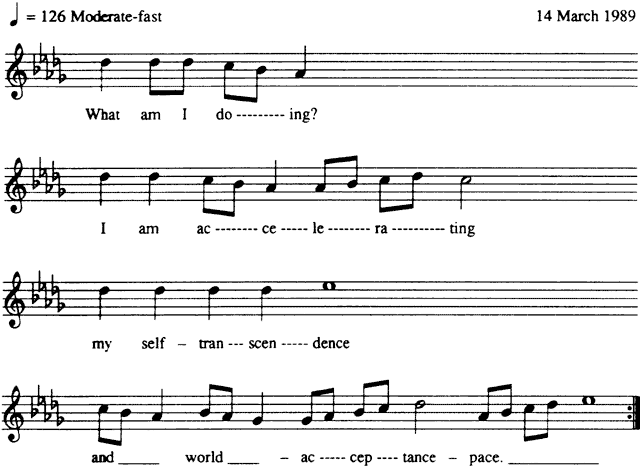 ♩ = 126 Moderate-fast 14 March 1989
What am I do --------- ing?
I am ac -------- ce ----- le -------- ra ---------- ting
my self – tran --- scen ----- dence
and _____ world ____ – ac ----- cep ---- tance – pace. ____________